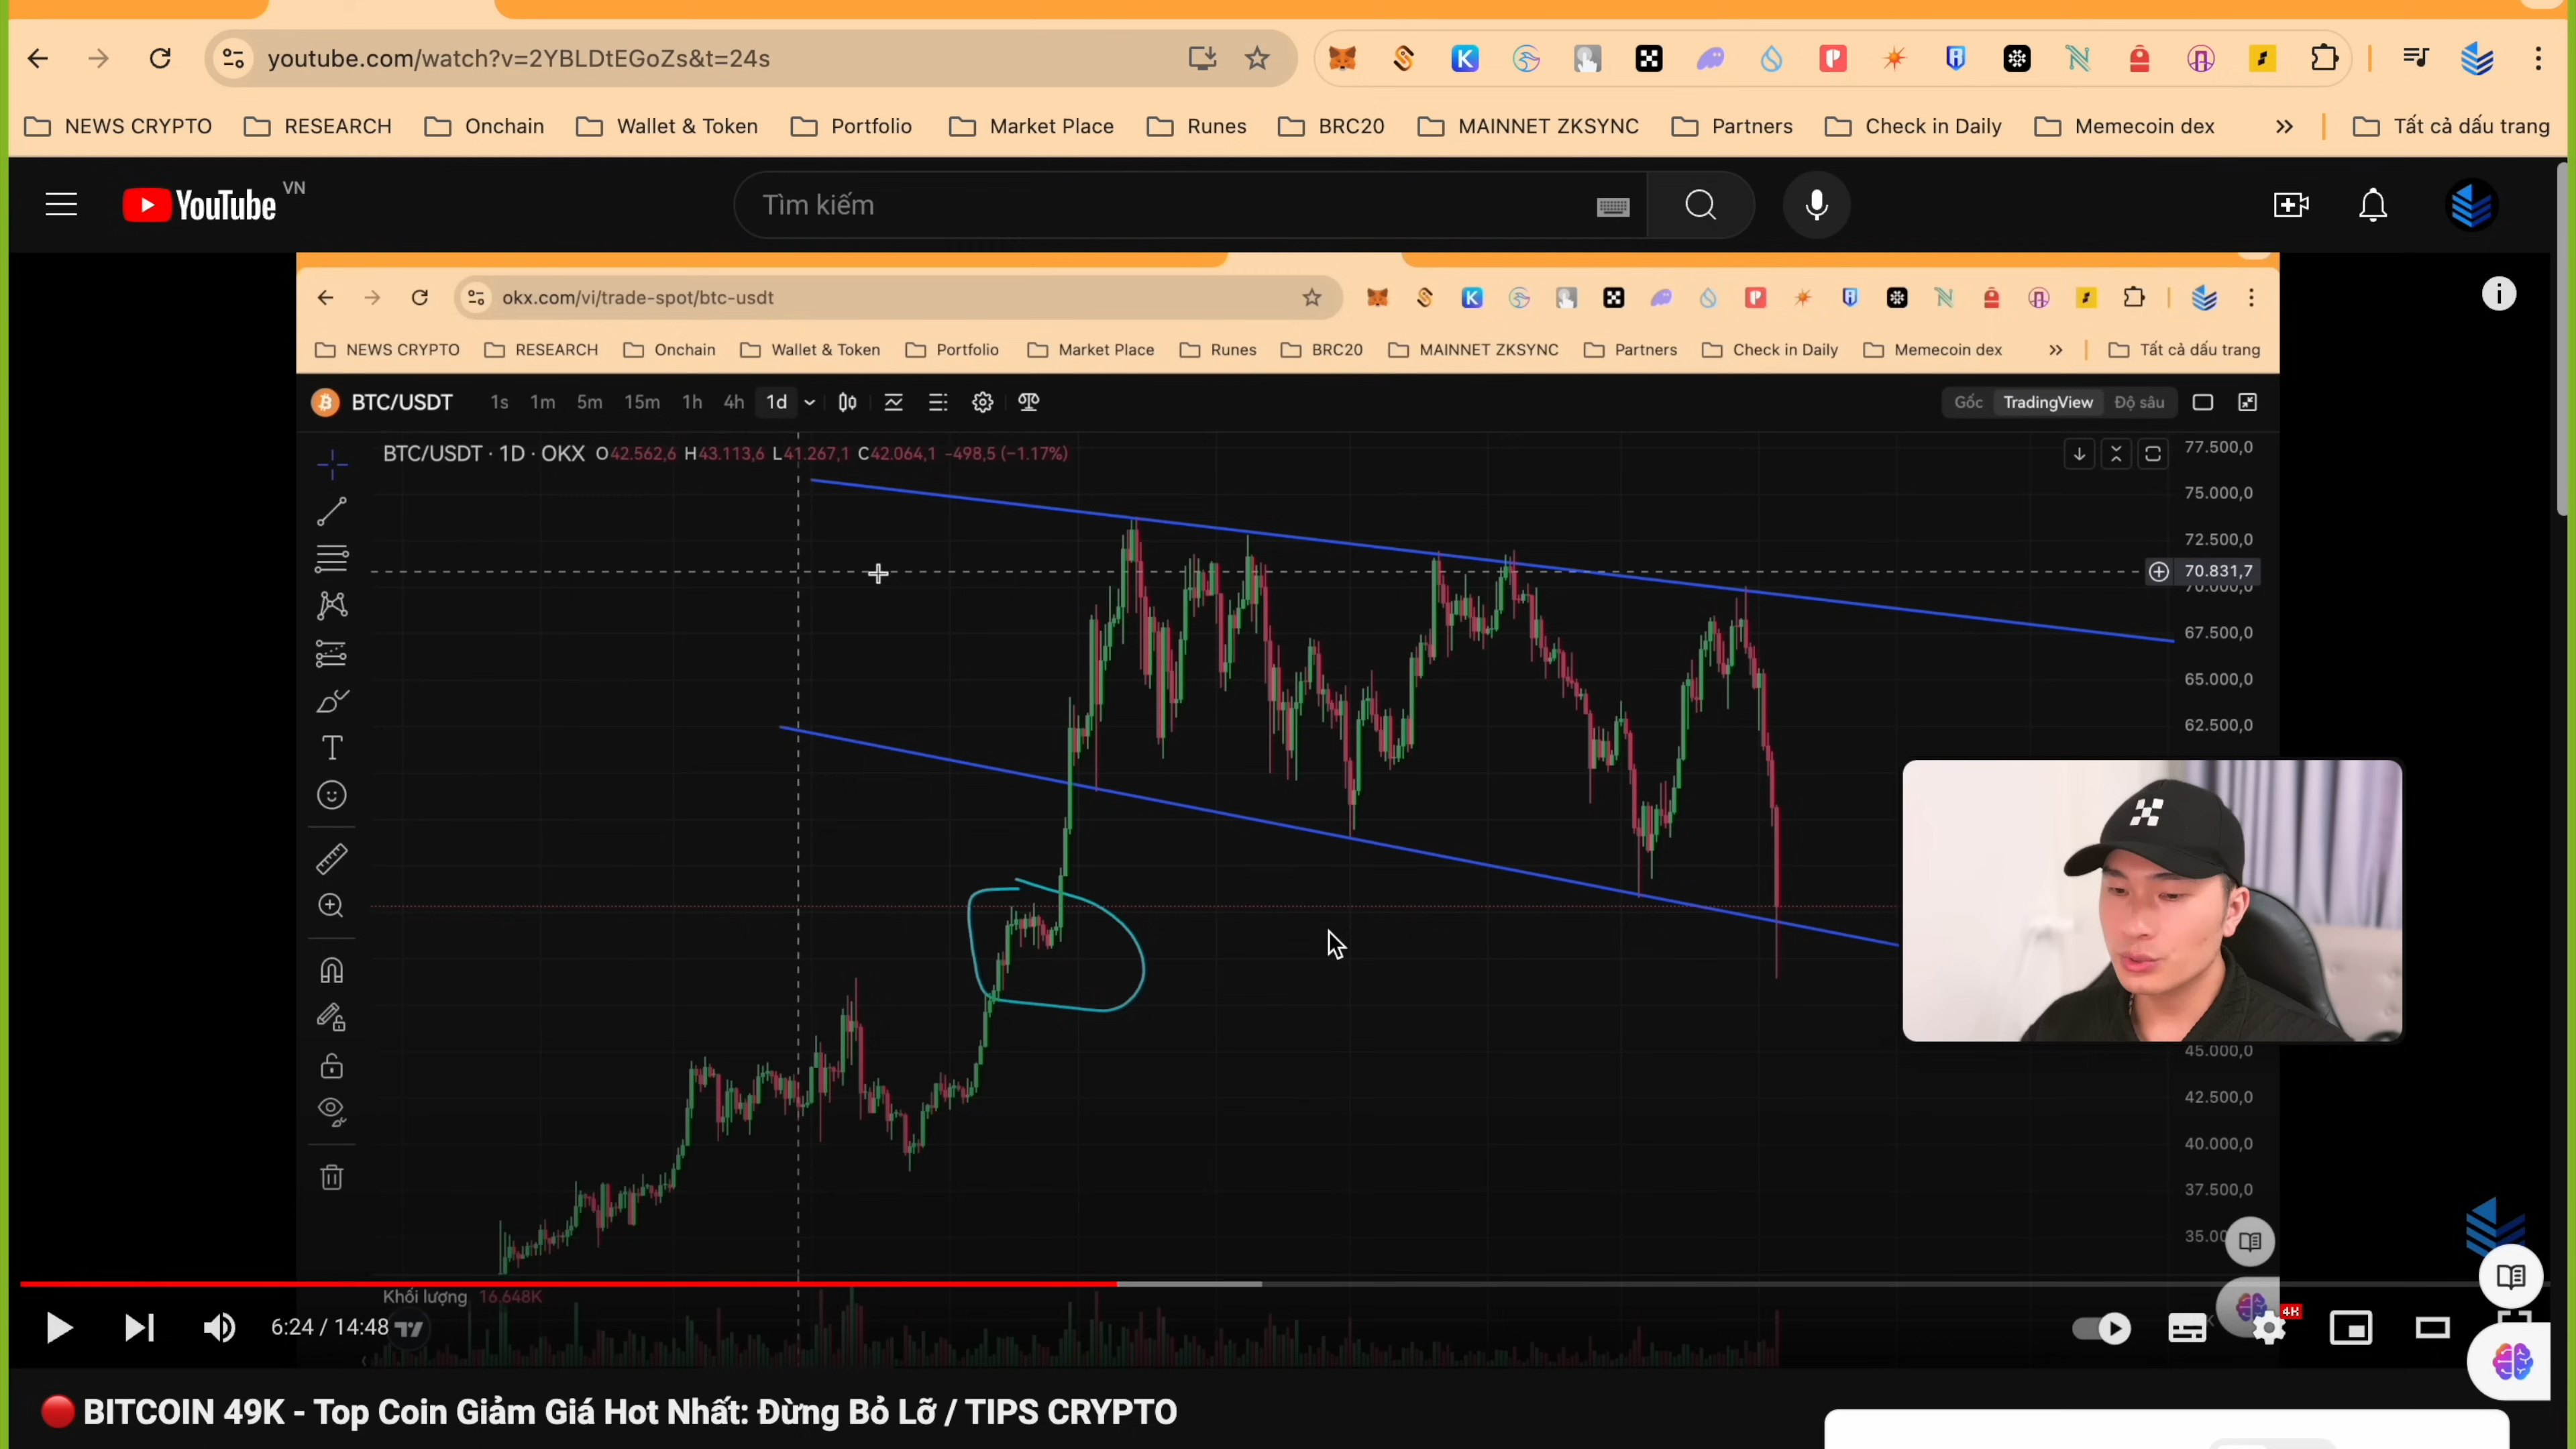 youtube.com/watch?v=2YBLDtEGoZs&t=24s
NEWS CRYPTO RESEARCH Onchain Wallet & Token Portfolio Market Place Runes BRC20 MAINNET ZKSYNC Partners Check in Daily Memecoin dex » Tất cả dấu trang
YouTube VN
Tìm kiếm
okx.com/vi/trade-spot/btc-usdt
NEWS CRYPTO RESEARCH Onchain Wallet & Token Portfolio Market Place Runes BRC20 MAINNET ZKSYNC Partners Check in Daily Memecoin dex » Tất cả dấu trang
BTC/USDT 1s 1m 5m 15m 1h 4h 1d Gốc TradingView Độ sâu
BTC/USDT · 1D · OKX O42.562,6 H43.113,6 L41.267,1 C42.064,1 -498,5 (-1.17%)
77.500,0
75.000,0
72.500,0
70.831,7
70.000,0
67.500,0
65.000,0
62.500,0
45.000,0
42.500,0
40.000,0
37.500,0
35.00
Khối lượng 16.648K
6:24 / 14:48
4K
BITCOIN 49K - Top Coin Giảm Giá Hot Nhất: Đừng Bỏ Lỡ / TIPS CRYPTO